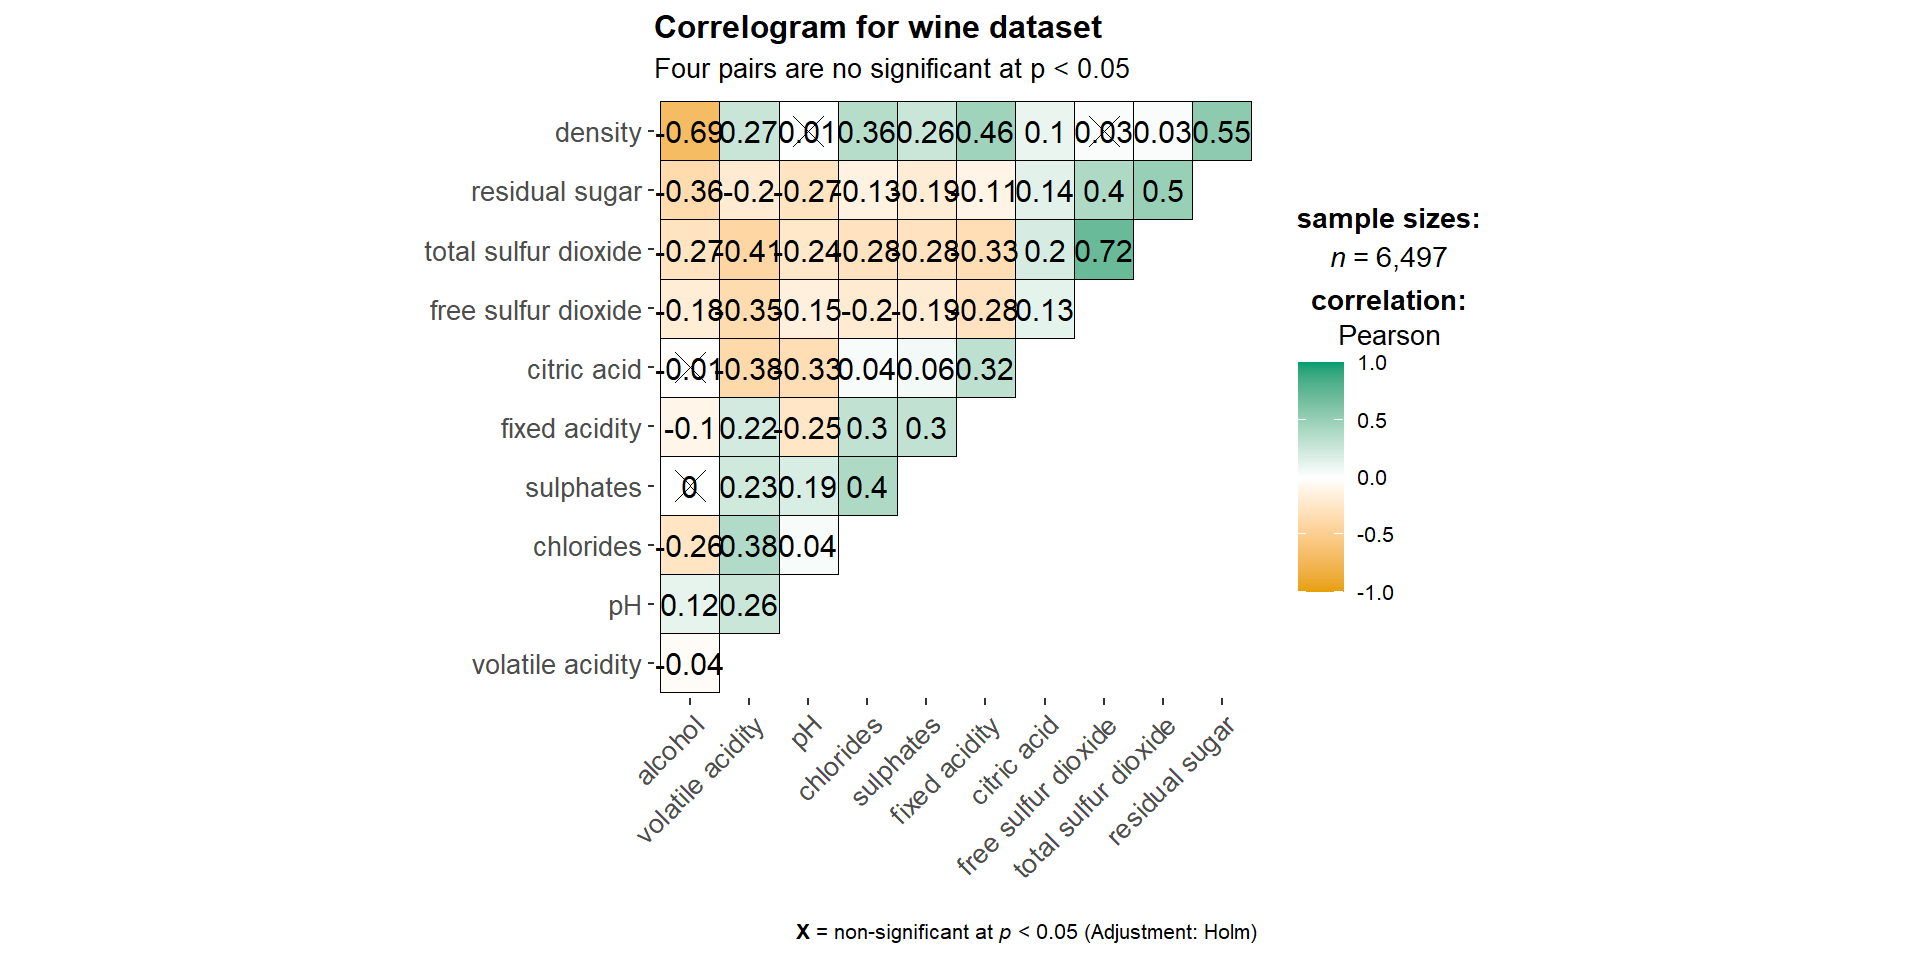 Correlogram for wine dataset
Four pairs are no significant at p < 0.05
density -0.69 0.27 0.01 0.36 0.26 0.46 0.1 0.03 0.03 0.55
residual sugar -0.36 -0.2 -0.27 -0.13 -0.19 -0.11 0.14 0.4 0.5
total sulfur dioxide -0.27 -0.41 -0.24 -0.28 -0.28 -0.33 0.2 0.72
free sulfur dioxide -0.18 -0.35 -0.15 -0.2 -0.19 -0.28 0.13
citric acid -0.01 -0.38 -0.33 0.04 0.06 0.32
fixed acidity -0.1 0.22 -0.25 0.3 0.3
sulphates 0 0.23 0.19 0.4
chlorides -0.26 0.38 0.04
pH 0.12 0.26
volatile acidity -0.04
alcohol
volatile acidity
pH
chlorides
sulphates
fixed acidity
citric acid
free sulfur dioxide
total sulfur dioxide
residual sugar
sample sizes:
n = 6,497
correlation:
Pearson
1.0
0.5
0.0
-0.5
-1.0
X = non-significant at p < 0.05 (Adjustment: Holm)